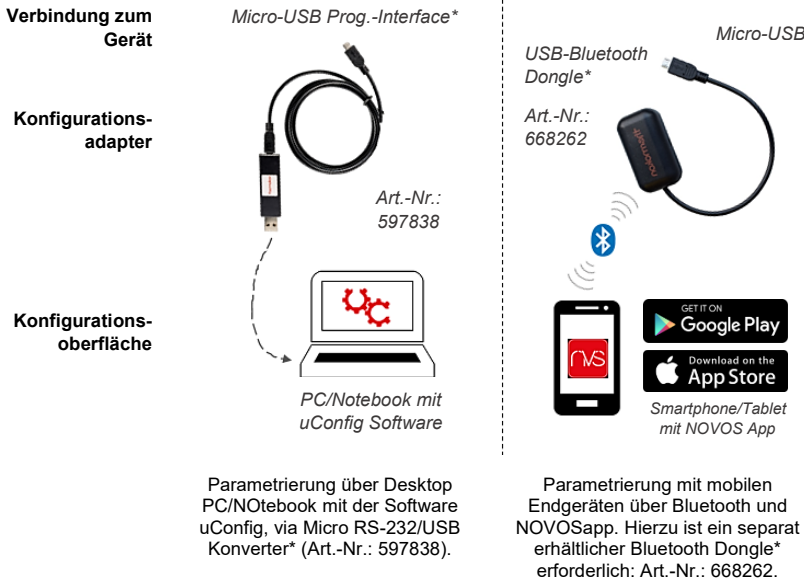 Verbindung zum
Gerät
Konfigurations-
adapter
Konfigurations-
oberfläche
Micro-USB Prog.-Interface*
Art.-Nr.:
597838
UC
PC/Notebook mit
uConfig Software
Parametrierung über Desktop
PC/NOtebook mit der Software
uConfig, via Micro RS-232/USB
Konverter* (Art.-Nr.: 597838).
Micro-USB
USB-Bluetooth
Dongle*
Art.-Nr.:
668262
NVS
GET IT ON
Google Play
Download on the
App Store
Smartphone/Tablet
mit NOVOS App
Parametrierung mit mobilen
Endgeräten über Bluetooth und
NOVOSapp. Hierzu ist ein separat
erhältlicher Bluetooth Dongle*
erforderlich: Art.-Nr.: 668262.